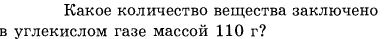 Какое количество вещества заключено
в углекислом газе массой 110 г?